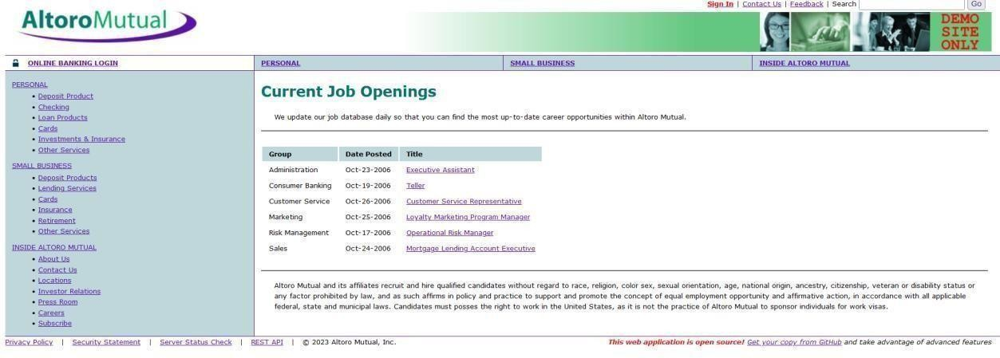 Sign In | Contact Us | Feedback | Search Go
AltoroMutual
DEMO
SITE
ONLY
ONLINE BANKING LOGIN
PERSONAL
SMALL BUSINESS
INSIDE ALTORO MUTUAL
PERSONAL
• Deposit Product
• Checking
• Loan Products
• Cards
• Investments & Insurance
• Other Services
SMALL BUSINESS
• Deposit Products
• Lending Services
• Cards
• Insurance
• Retirement
• Other Services
INSIDE ALTORO MUTUAL
• About Us
• Contact Us
• Locations
• Investor Relations
• Press Room
• Careers
• Subscribe
Current Job Openings
We update our job database daily so that you can find the most up-to-date career opportunities within Altoro Mutual.
Group Date Posted Title
Administration Oct-23-2006 Executive Assistant
Consumer Banking Oct-19-2006 Teller
Customer Service Oct-26-2006 Customer Service Representative
Marketing Oct-25-2006 Loyalty Marketing Program Manager
Risk Management Oct-17-2006 Operational Risk Manager
Sales Oct-24-2006 Mortgage Lending Account Executive
Altoro Mutual and its affiliates recruit and hire qualified candidates without regard to race, religion, color sex, sexual orientation, age, national origin, ancestry, citizenship, veteran or disability status or
any factor prohibited by law, and as such affirms in policy and practice to support and promote the concept of equal employment opportunity and affirmative action, in accordance with all applicable
federal, state and municipal laws. Candidates must posses the right to work in the United States, as it is not the practice of Altoro Mutual to sponsor individuals for work visas.
Privacy Policy | Security Statement | Server Status Check | REST API | © 2023 Altoro Mutual, Inc.
This web application is open source! Get your copy from GitHub and take advantage of advanced features